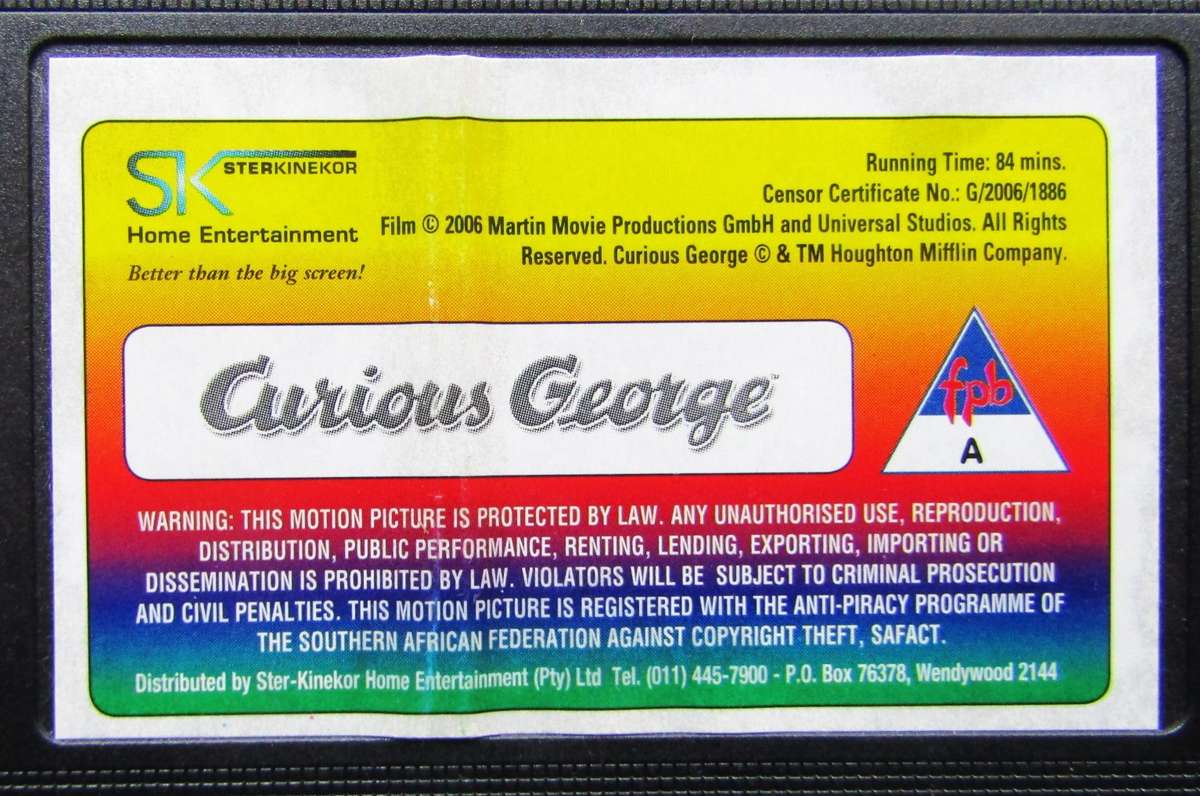 SK STERKINEKOR
Home Entertainment
Better than the big screen!
Running Time: 84 mins.
Censor Certificate No.: G/2006/1886
Film © 2006 Martin Movie Productions GmbH and Universal Studios. All Rights
Reserved. Curious George © & TM Houghton Mifflin Company.
Curious George™
fpb
A
WARNING: THIS MOTION PICTURE IS PROTECTED BY LAW. ANY UNAUTHORISED USE, REPRODUCTION,
DISTRIBUTION, PUBLIC PERFORMANCE, RENTING, LENDING, EXPORTING, IMPORTING OR
DISSEMINATION IS PROHIBITED BY LAW. VIOLATORS WILL BE SUBJECT TO CRIMINAL PROSECUTION
AND CIVIL PENALTIES. THIS MOTION PICTURE IS REGISTERED WITH THE ANTI-PIRACY PROGRAMME OF
THE SOUTHERN AFRICAN FEDERATION AGAINST COPYRIGHT THEFT, SAFACT.
Distributed by Ster-Kinekor Home Entertainment (Pty) Ltd Tel. (011) 445-7900 - P.O. Box 76378, Wendywood 2144